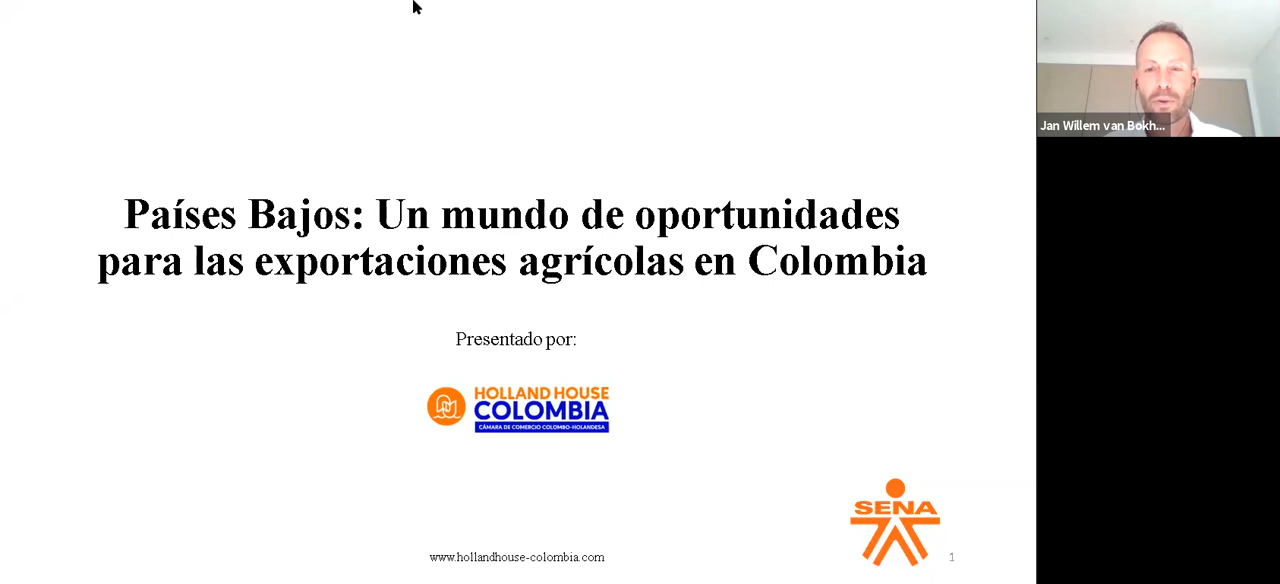 Países Bajos: Un mundo de oportunidades
para las exportaciones agrícolas en Colombia
Presentado por:
HOLLAND HOUSE
COLOMBIA
CÁMARA DE COMERCIO COLOMBO-HOLANDESA
SENA
www.hollandhouse-colombia.com
1
Jan Willem van Bokh...